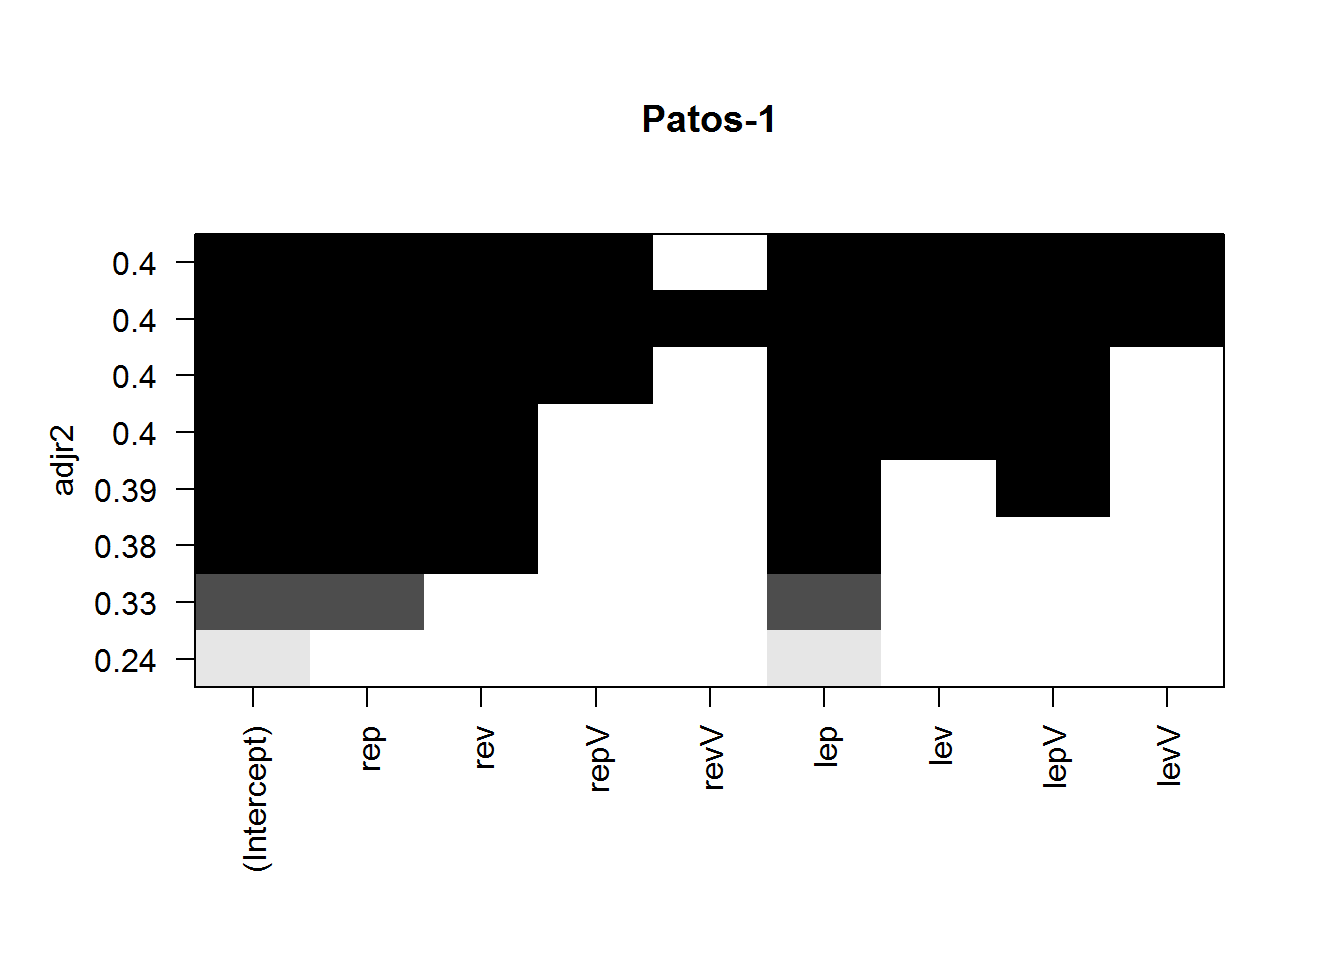 Patos-1
adjr2
0.4
0.4
0.4
0.4
0.39
0.38
0.33
0.24
(Intercept)
rep
rev
repV
revV
lep
lev
lepV
levV